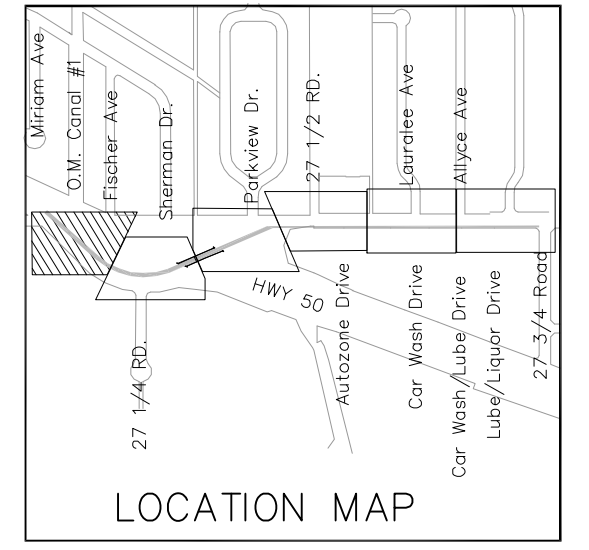 Miriam Ave
O.M. Canal #1
Fischer Ave
Sherman Dr.
Parkview Dr.
27 1/2 RD.
Lauralee Ave
Allyce Ave
HWY 50
27 1/4 RD.
Autozone Drive
Car Wash Drive
Car Wash/Lube Drive
Lube/Liquor Drive
27 3/4 Road
LOCATION MAP